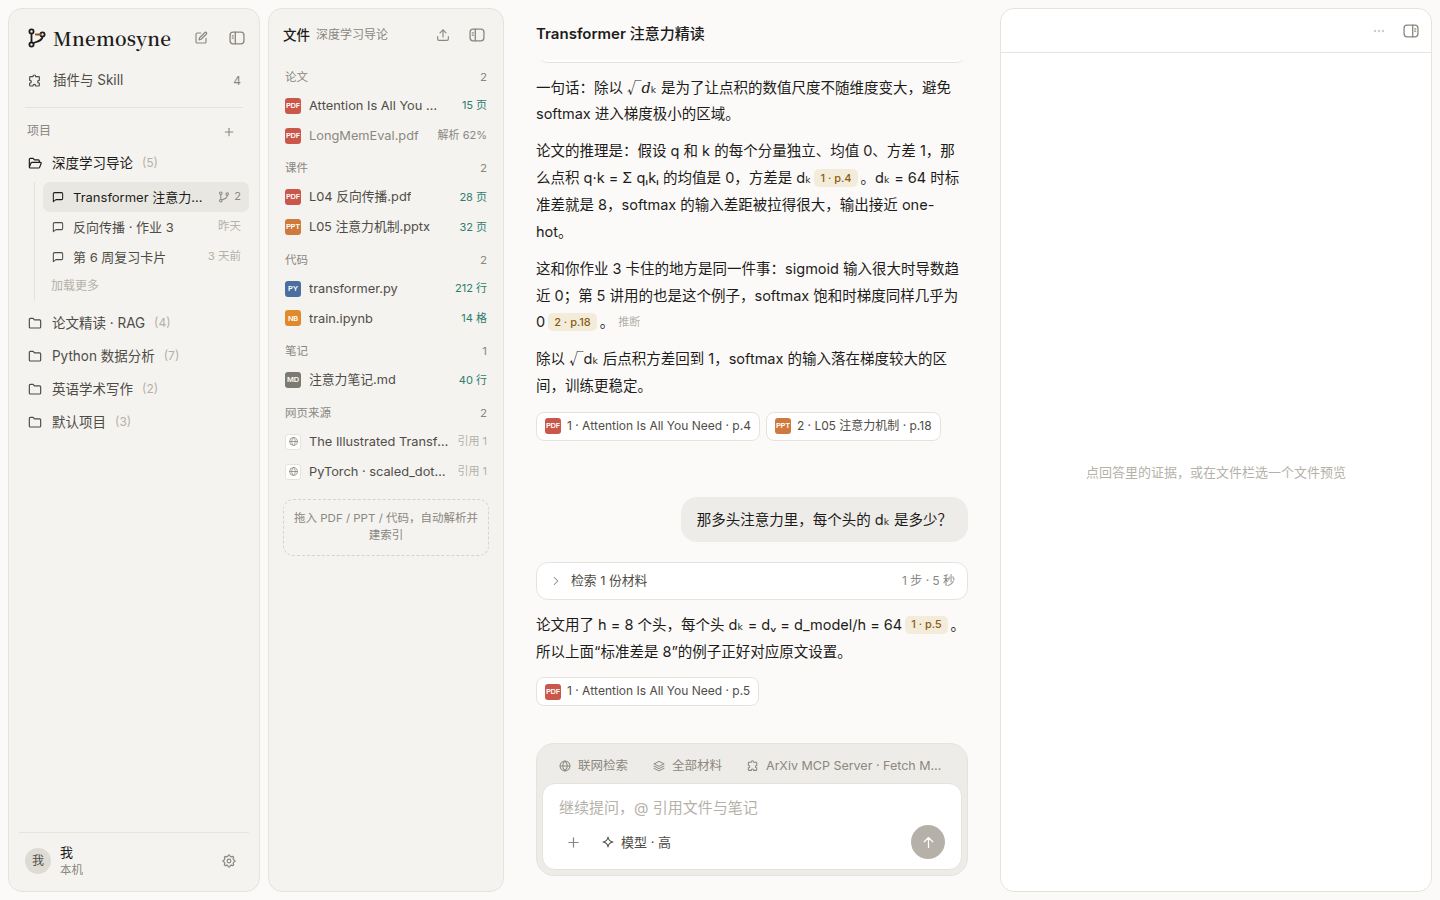 Mnemosyne
插件与 Skill 4
项目
深度学习导论 (5)
Transformer 注意力... 2
反向传播 · 作业 3 昨天
第 6 周复习卡片 3 天前
加载更多
论文精读 · RAG (4)
Python 数据分析 (7)
英语学术写作 (2)
默认项目 (3)
我
我
本机
文件 深度学习导论
论文 2
PDF Attention Is All You ... 15 页
PDF LongMemEval.pdf 解析 62%
课件 2
PDF L04 反向传播.pdf 28 页
PPT L05 注意力机制.pptx 32 页
代码 2
PY transformer.py 212 行
NB train.ipynb 14 格
笔记 1
MD 注意力笔记.md 40 行
网页来源 2
The Illustrated Transf... 引用 1
PyTorch · scaled_dot... 引用 1
拖入 PDF / PPT / 代码，自动解析并
建索引
Transformer 注意力精读
一句话：除以 √dₖ 是为了让点积的数值尺度不随维度变大，避免
softmax 进入梯度极小的区域。
论文的推理是：假设 q 和 k 的每个分量独立、均值 0、方差 1，那
么点积 q·k = Σ qᵢkᵢ 的均值是 0，方差是 dₖ 1 · p.4 。dₖ = 64 时标
准差就是 8，softmax 的输入差距被拉得很大，输出接近 one-
hot。
这和你作业 3 卡住的地方是同一件事：sigmoid 输入很大时导数趋
近 0；第 5 讲用的也是这个例子，softmax 饱和时梯度同样几乎为
0 2 · p.18 。 推断
除以 √dₖ 后点积方差回到 1，softmax 的输入落在梯度较大的区
间，训练更稳定。
PDF 1 · Attention Is All You Need · p.4 PPT 2 · L05 注意力机制 · p.18
那多头注意力里，每个头的 dₖ 是多少？
检索 1 份材料 1 步 · 5 秒
论文用了 h = 8 个头，每个头 dₖ = dᵥ = d_model/h = 64 1 · p.5 。
所以上面“标准差是 8”的例子正好对应原文设置。
PDF 1 · Attention Is All You Need · p.5
联网检索 全部材料 ArXiv MCP Server · Fetch M...
继续提问，@ 引用文件与笔记
模型 · 高
点回答里的证据，或在文件栏选一个文件预览